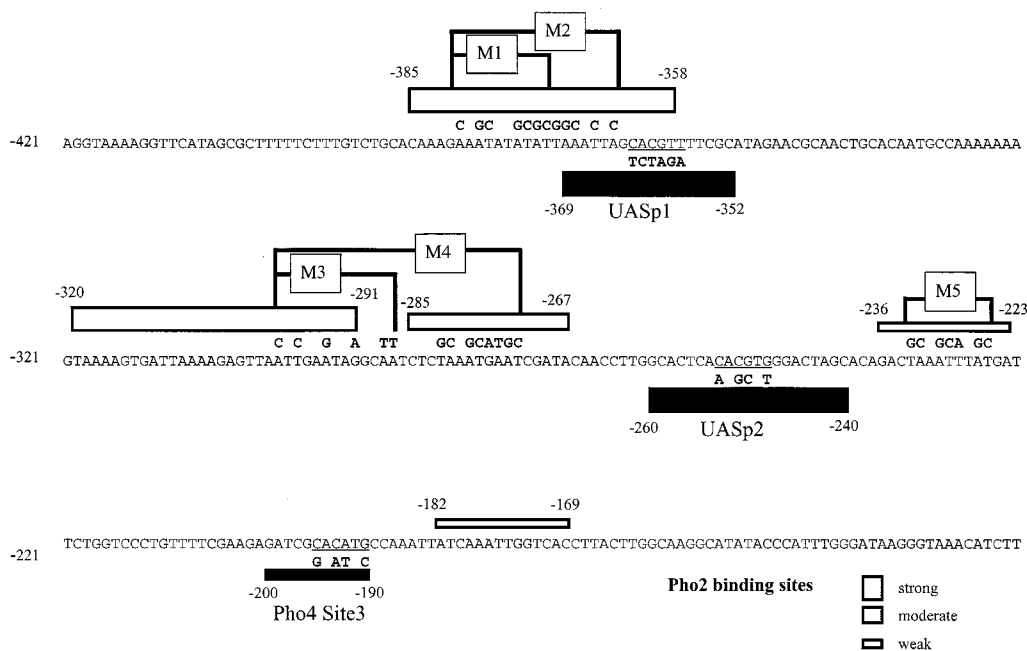 M2
M1
-385
-358
C GC GCGCGGC C C
-421 AGGTAAAAGGTTCATAGCGCTTTTTCTTTGTCTGCACAAAGAAATATATATTAAATTAGCACGTTTTCGCATAGAACGCAACTGCACAATGCCAAAAAAA
TCTAGA
-369
-352
UASp1
M4
M3
-320
-291
-285
-267
M5
-236
-223
C C G A TT GC GCATGC GC GCA GC
-321 GTAAAAGTGATTAAAAGAGTTAATTGAATAGGCAATCTCTAAATGAATCGATACAACCTTGGCACTCACACGTGGGACTAGCACAGACTAAATTTATGAT
A GCT T
-260
-240
UASp2
-182
-169
-221 TCTGGTCCCTGTTTTCGAAGAGATCGCACATGCCAAATTATCAAATTGGTCACCTTACTTGGCAAGGCATATACCCATTTGGGATAAGGGTAAACATCTT
G AT C
-200
-190
Pho4 Site3
Pho2 binding sites
strong
moderate
weak